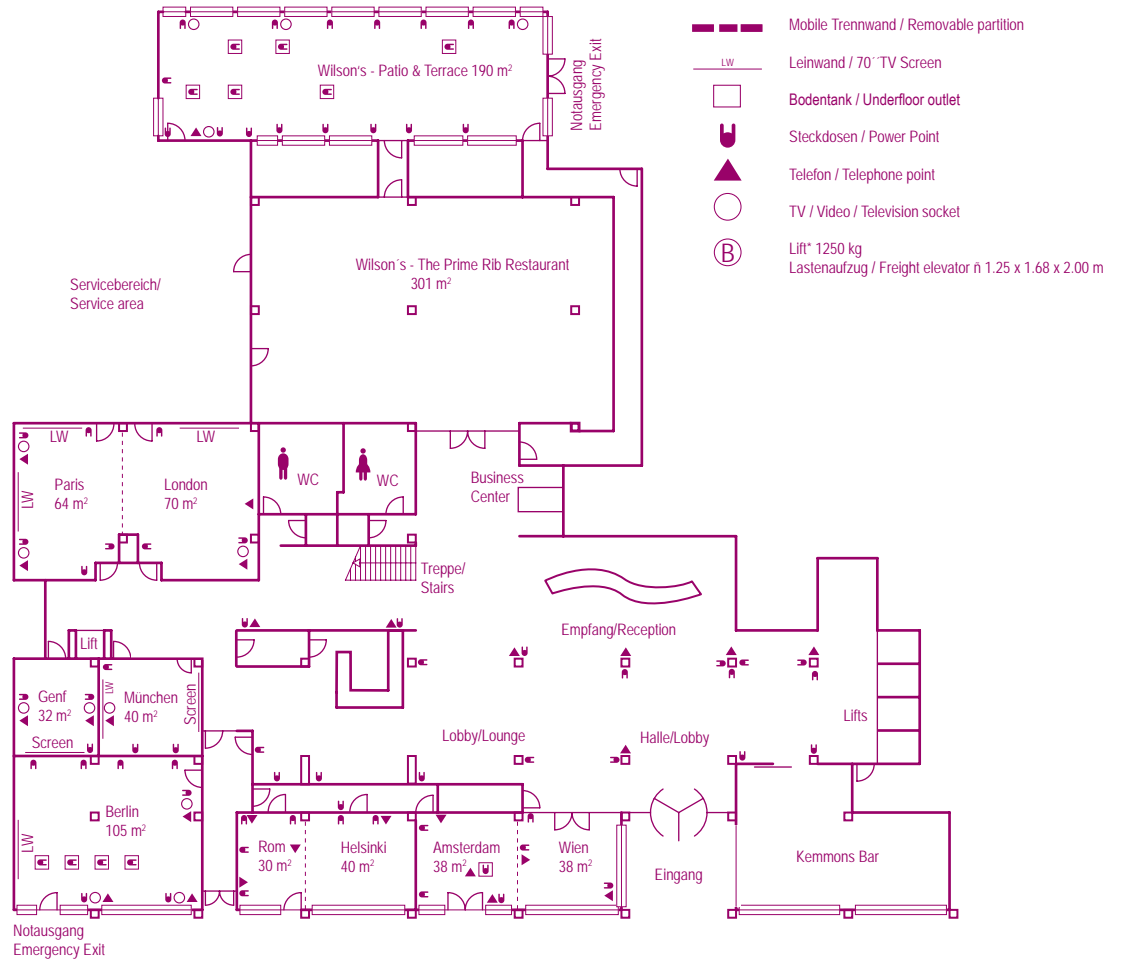 Wilson's - Patio & Terrace 190 m²
Notausgang
Emergency Exit
Mobile Trennwand / Removable partition
LW
Leinwand / 70´´TV Screen
Bodentank / Underfloor outlet
Steckdosen / Power Point
Telefon / Telephone point
TV / Video / Television socket
B
Lift* 1250 kg
Lastenaufzug / Freight elevator ñ 1.25 x 1.68 x 2.00 m
Servicebereich/
Service area
Wilson´s - The Prime Rib Restaurant
301 m²
LW
LW
LW
Paris
64 m²
London
70 m²
WC
WC
Business
Center
Treppe/
Stairs
Empfang/Reception
Lift
Genf
32 m²
Screen
LW
München
40 m²
Screen
Lobby/Lounge
Halle/Lobby
Lifts
Berlin
105 m²
LW
Rom
30 m²
Helsinki
40 m²
Amsterdam
38 m²
Wien
38 m²
Eingang
Kemmons Bar
Notausgang
Emergency Exit